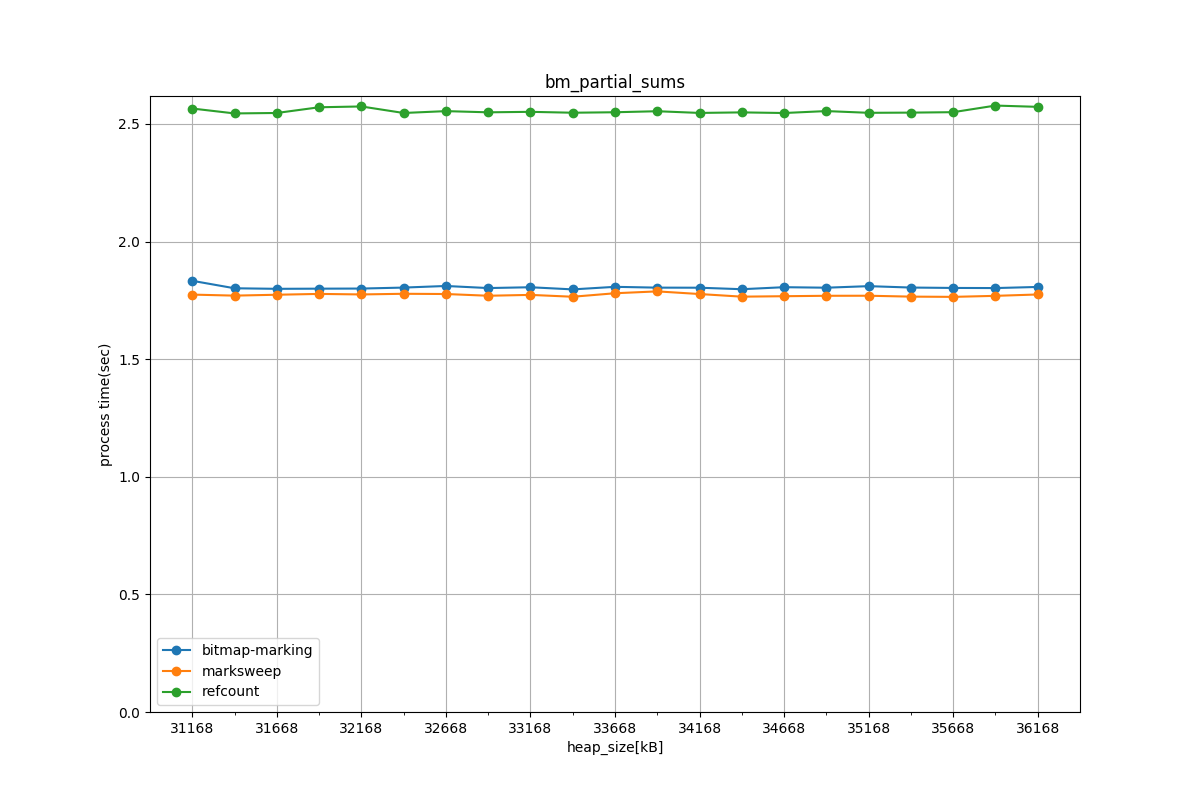 bm_partial_sums
process time(sec)
2.5
2.0
1.5
1.0
0.5
0.0
bitmap-marking
marksweep
refcount
31168 31668 32168 32668 33168 33668 34168 34668 35168 35668 36168
heap_size[kB]